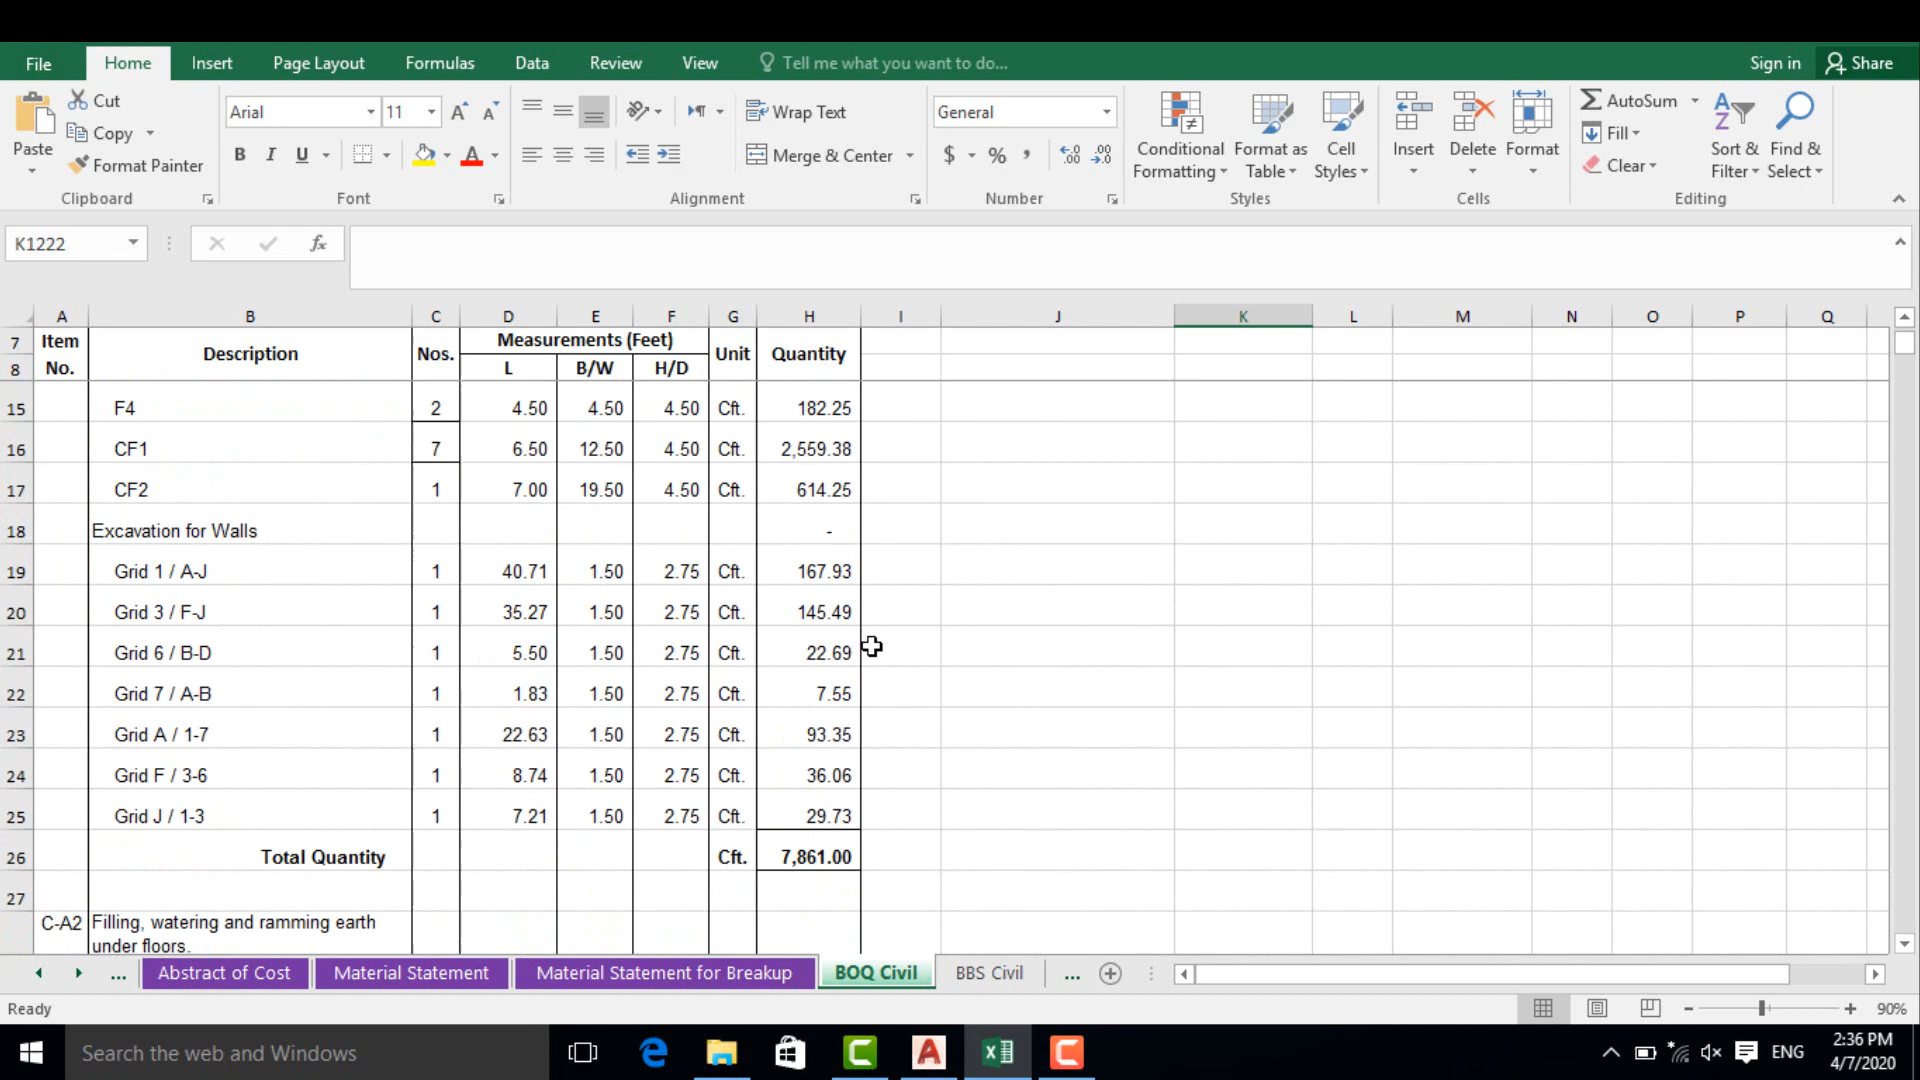 File Home Insert Page Layout Formulas Data Review View Tell me what you want to do... Sign in Share
Paste Cut Copy Format Painter Clipboard
Arial 11 A A B I U A Font
Wrap Text Merge & Center Alignment
General $ % , .00 .00 Number
Conditional Formatting Format as Table Cell Styles Styles
Insert Delete Format Cells
AutoSum Fill Clear Sort & Filter Find & Select Editing
K1222 fx
A B C D E F G H I J K L M N O P Q
7 Item No. Description Nos. Measurements (Feet) Unit Quantity
8 L B/W H/D
15 F4 2 4.50 4.50 4.50 Cft. 182.25
16 CF1 7 6.50 12.50 4.50 Cft. 2,559.38
17 CF2 1 7.00 19.50 4.50 Cft. 614.25
18 Excavation for Walls -
19 Grid 1 / A-J 1 40.71 1.50 2.75 Cft. 167.93
20 Grid 3 / F-J 1 35.27 1.50 2.75 Cft. 145.49
21 Grid 6 / B-D 1 5.50 1.50 2.75 Cft. 22.69
22 Grid 7 / A-B 1 1.83 1.50 2.75 Cft. 7.55
23 Grid A / 1-7 1 22.63 1.50 2.75 Cft. 93.35
24 Grid F / 3-6 1 8.74 1.50 2.75 Cft. 36.06
25 Grid J / 1-3 1 7.21 1.50 2.75 Cft. 29.73
26 Total Quantity Cft. 7,861.00
27
C-A2 Filling, watering and ramming earth
under floors.
... Abstract of Cost Material Statement Material Statement for Breakup BOQ Civil BBS Civil ...
Ready 90%
Search the web and Windows ENG 2:36 PM
4/7/2020